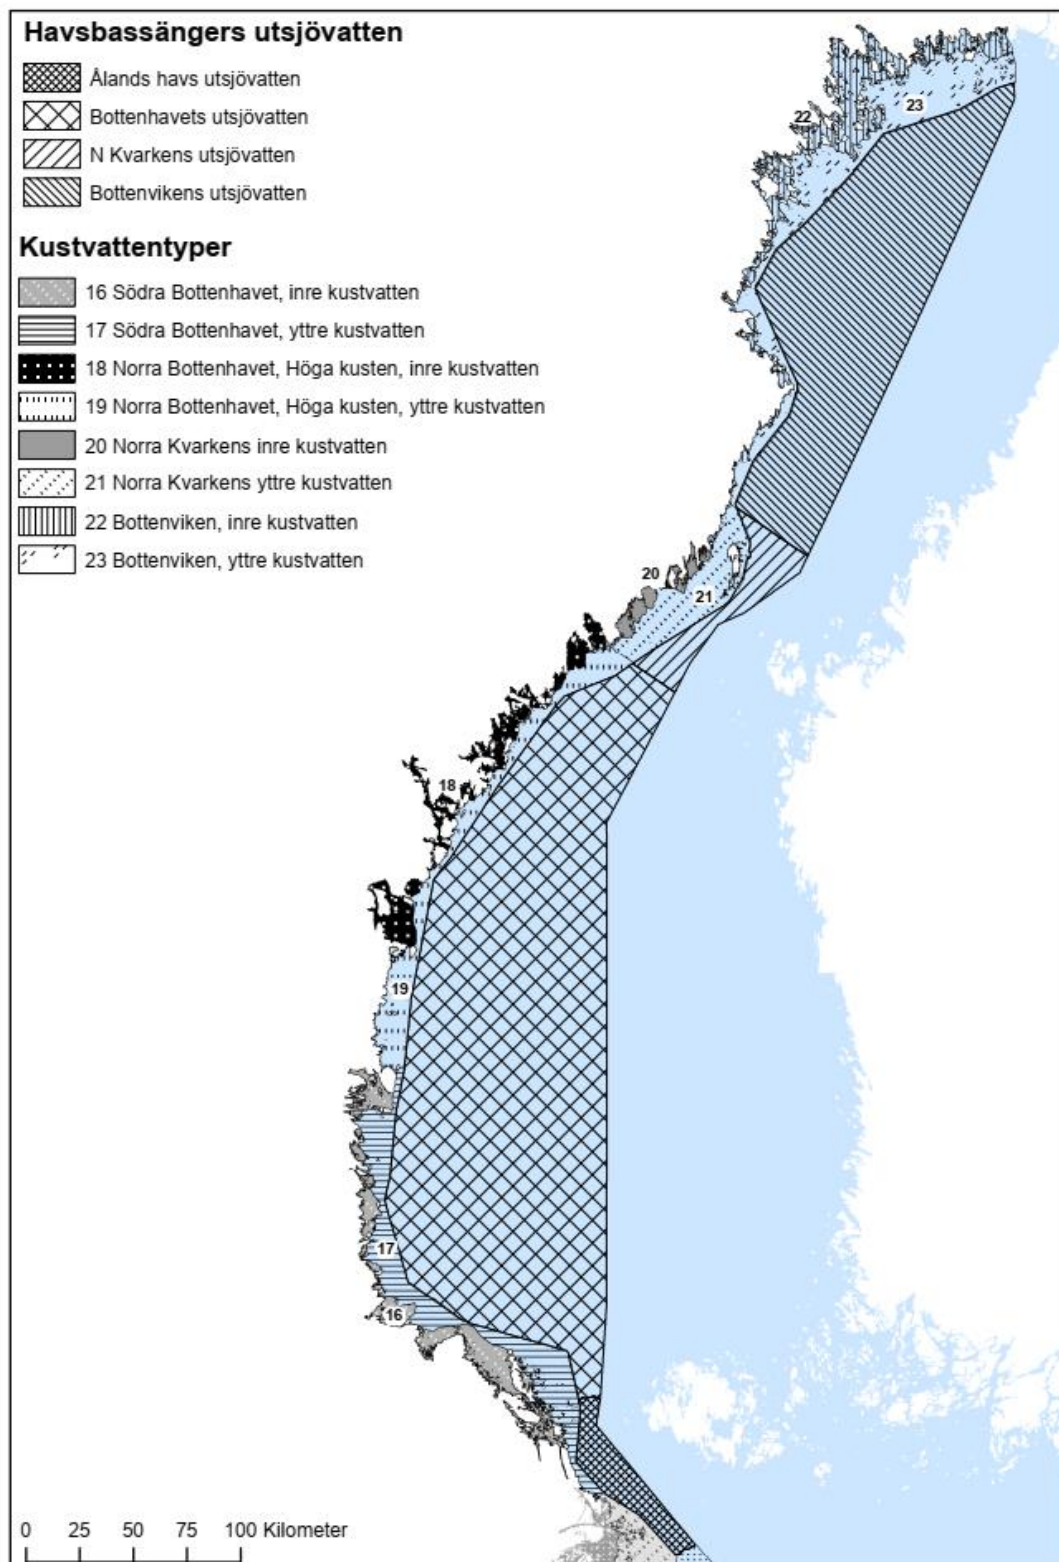 Havsbassängers utsjövatten
Ålands havs utsjövatten
Bottenhavets utsjövatten
N Kvarkens utsjövatten
Bottenvikens utsjövatten
Kustvattentyper
16 Södra Bottenhavet, inre kustvatten
17 Södra Bottenhavet, yttre kustvatten
18 Norra Bottenhavet, Höga kusten, inre kustvatten
19 Norra Bottenhavet, Höga kusten, yttre kustvatten
20 Norra Kvarkens inre kustvatten
21 Norra Kvarkens yttre kustvatten
22 Bottenviken, inre kustvatten
23 Bottenviken, yttre kustvatten
23
22
20
21
18
19
17
16
0 25 50 75 100 Kilometer